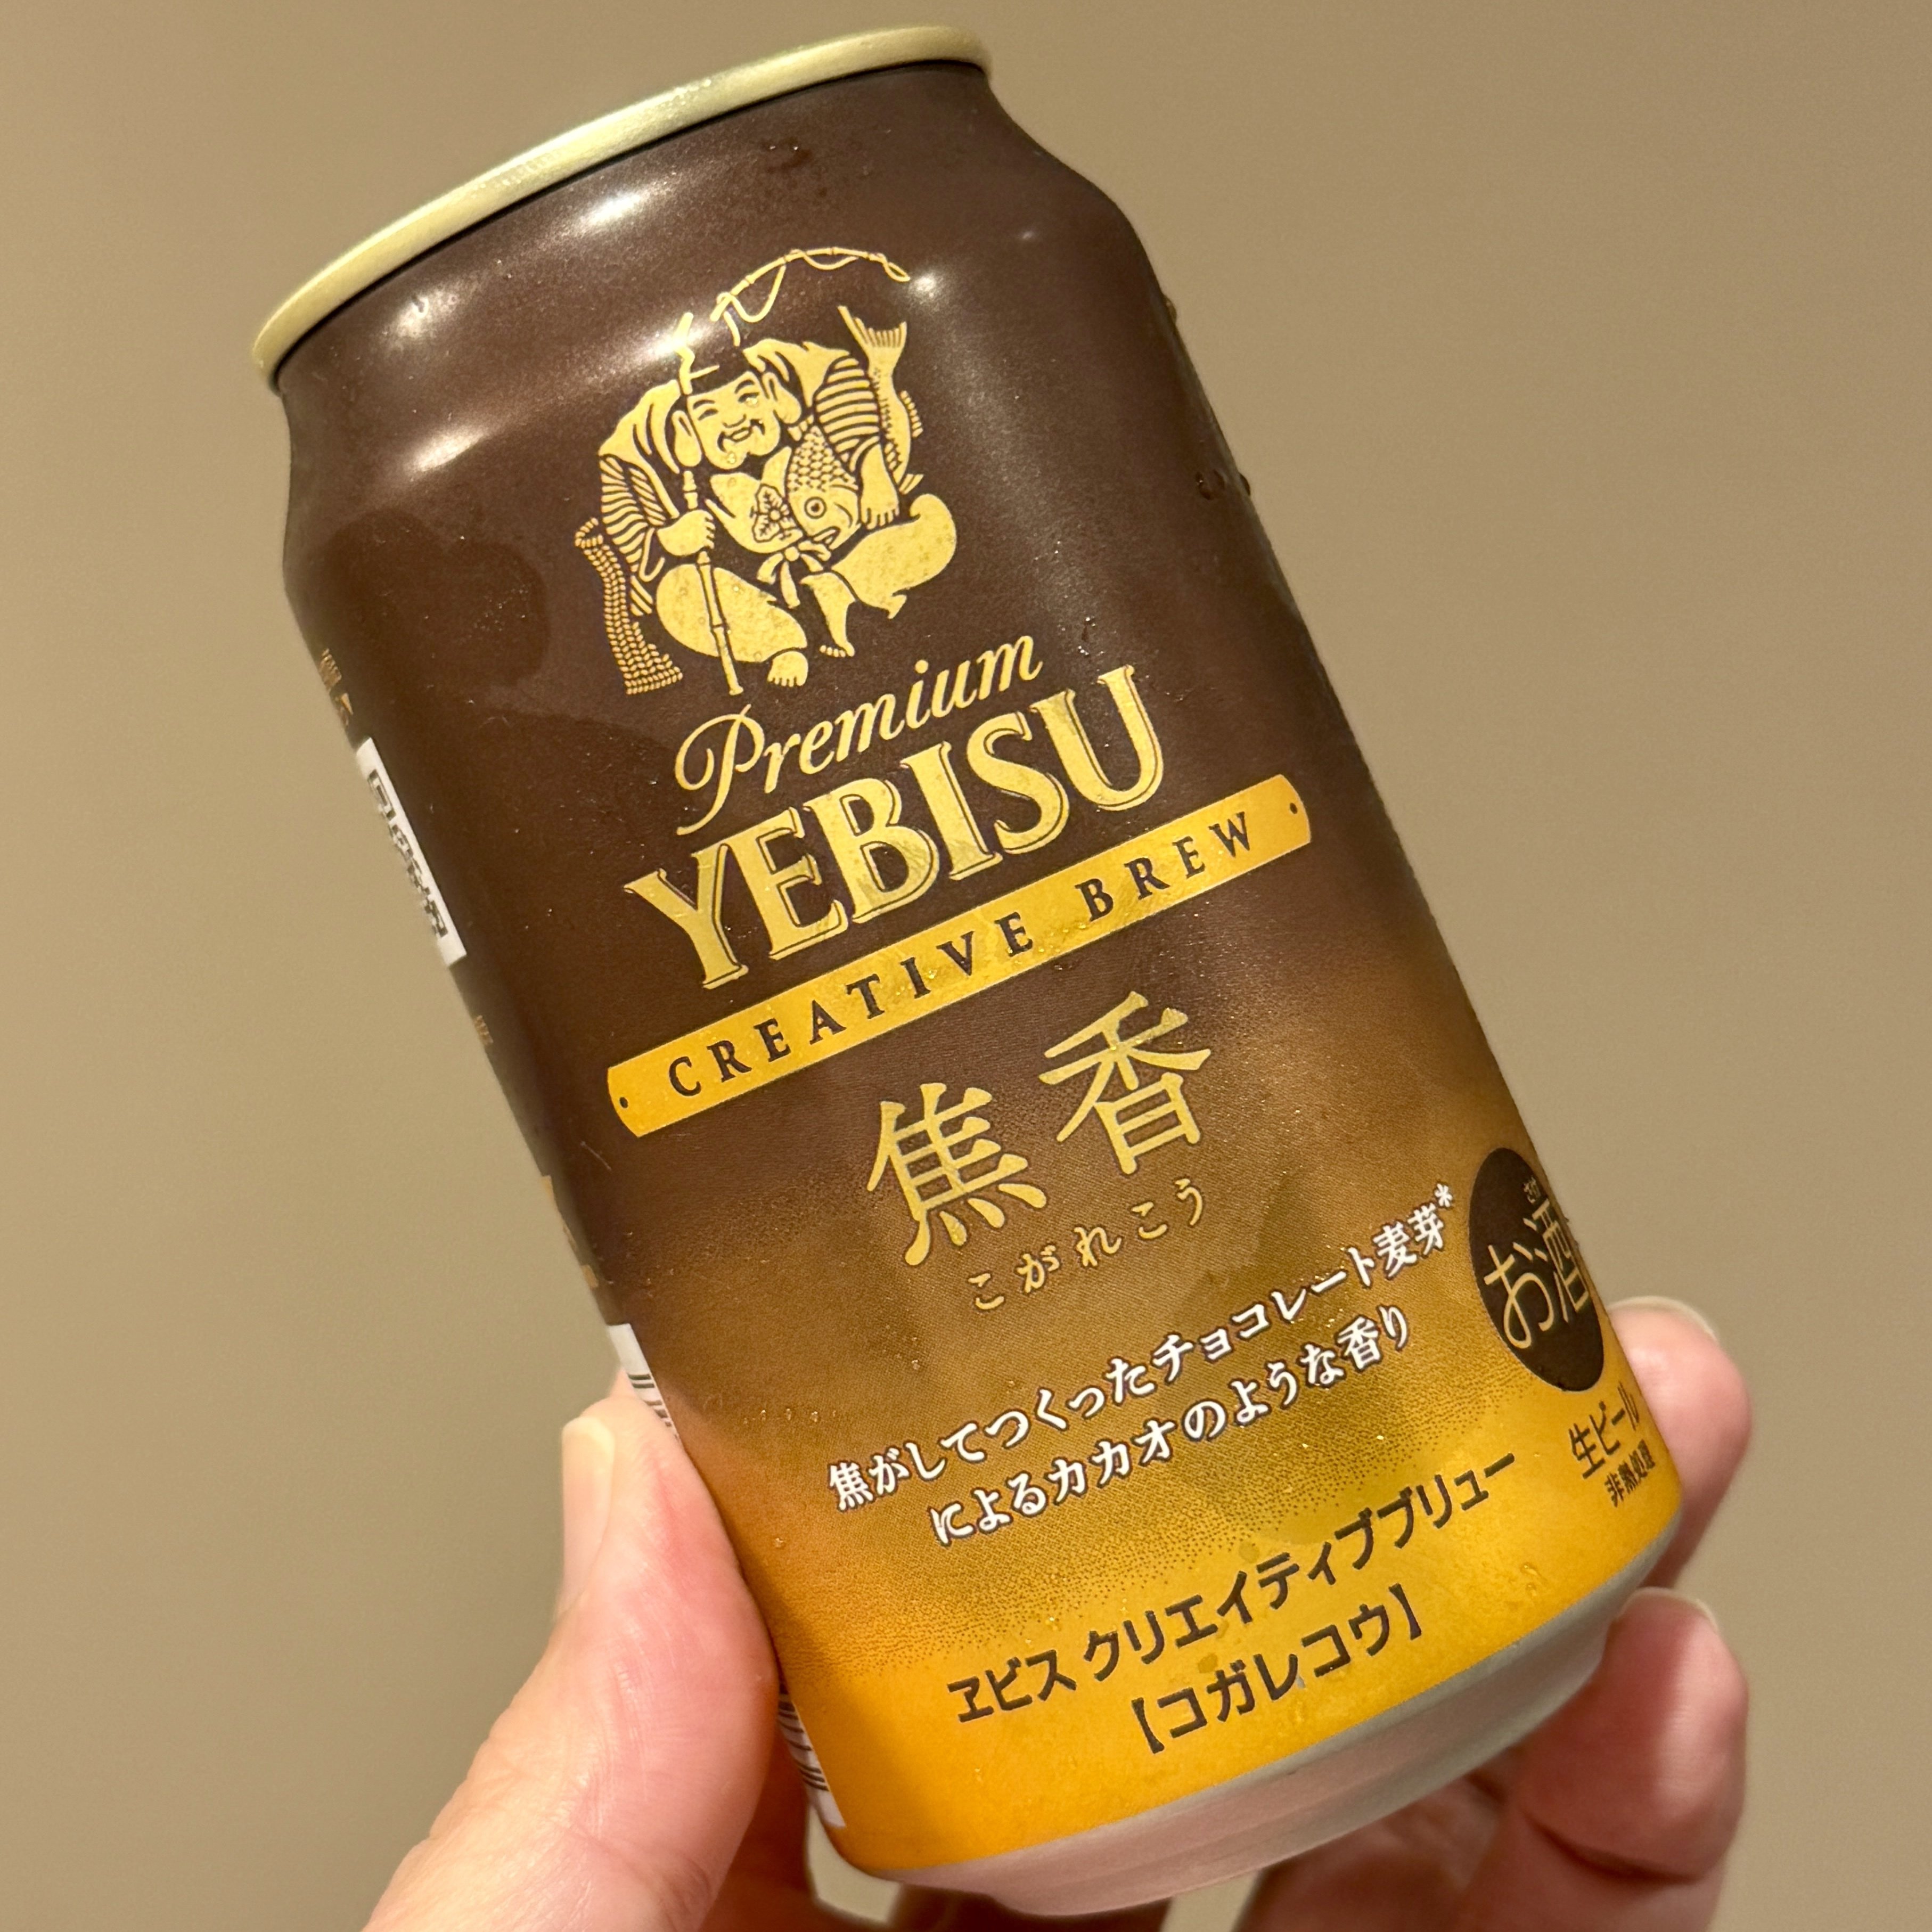 Premium
YEBISU
CREATIVE BREW
焦香
こがれこう
焦がしてつくったチョコレート麦芽*
によるカカオのような香り
お酒
生ビール
非熱処理
ヱビス クリエイティブブリュー
【コガレコウ】